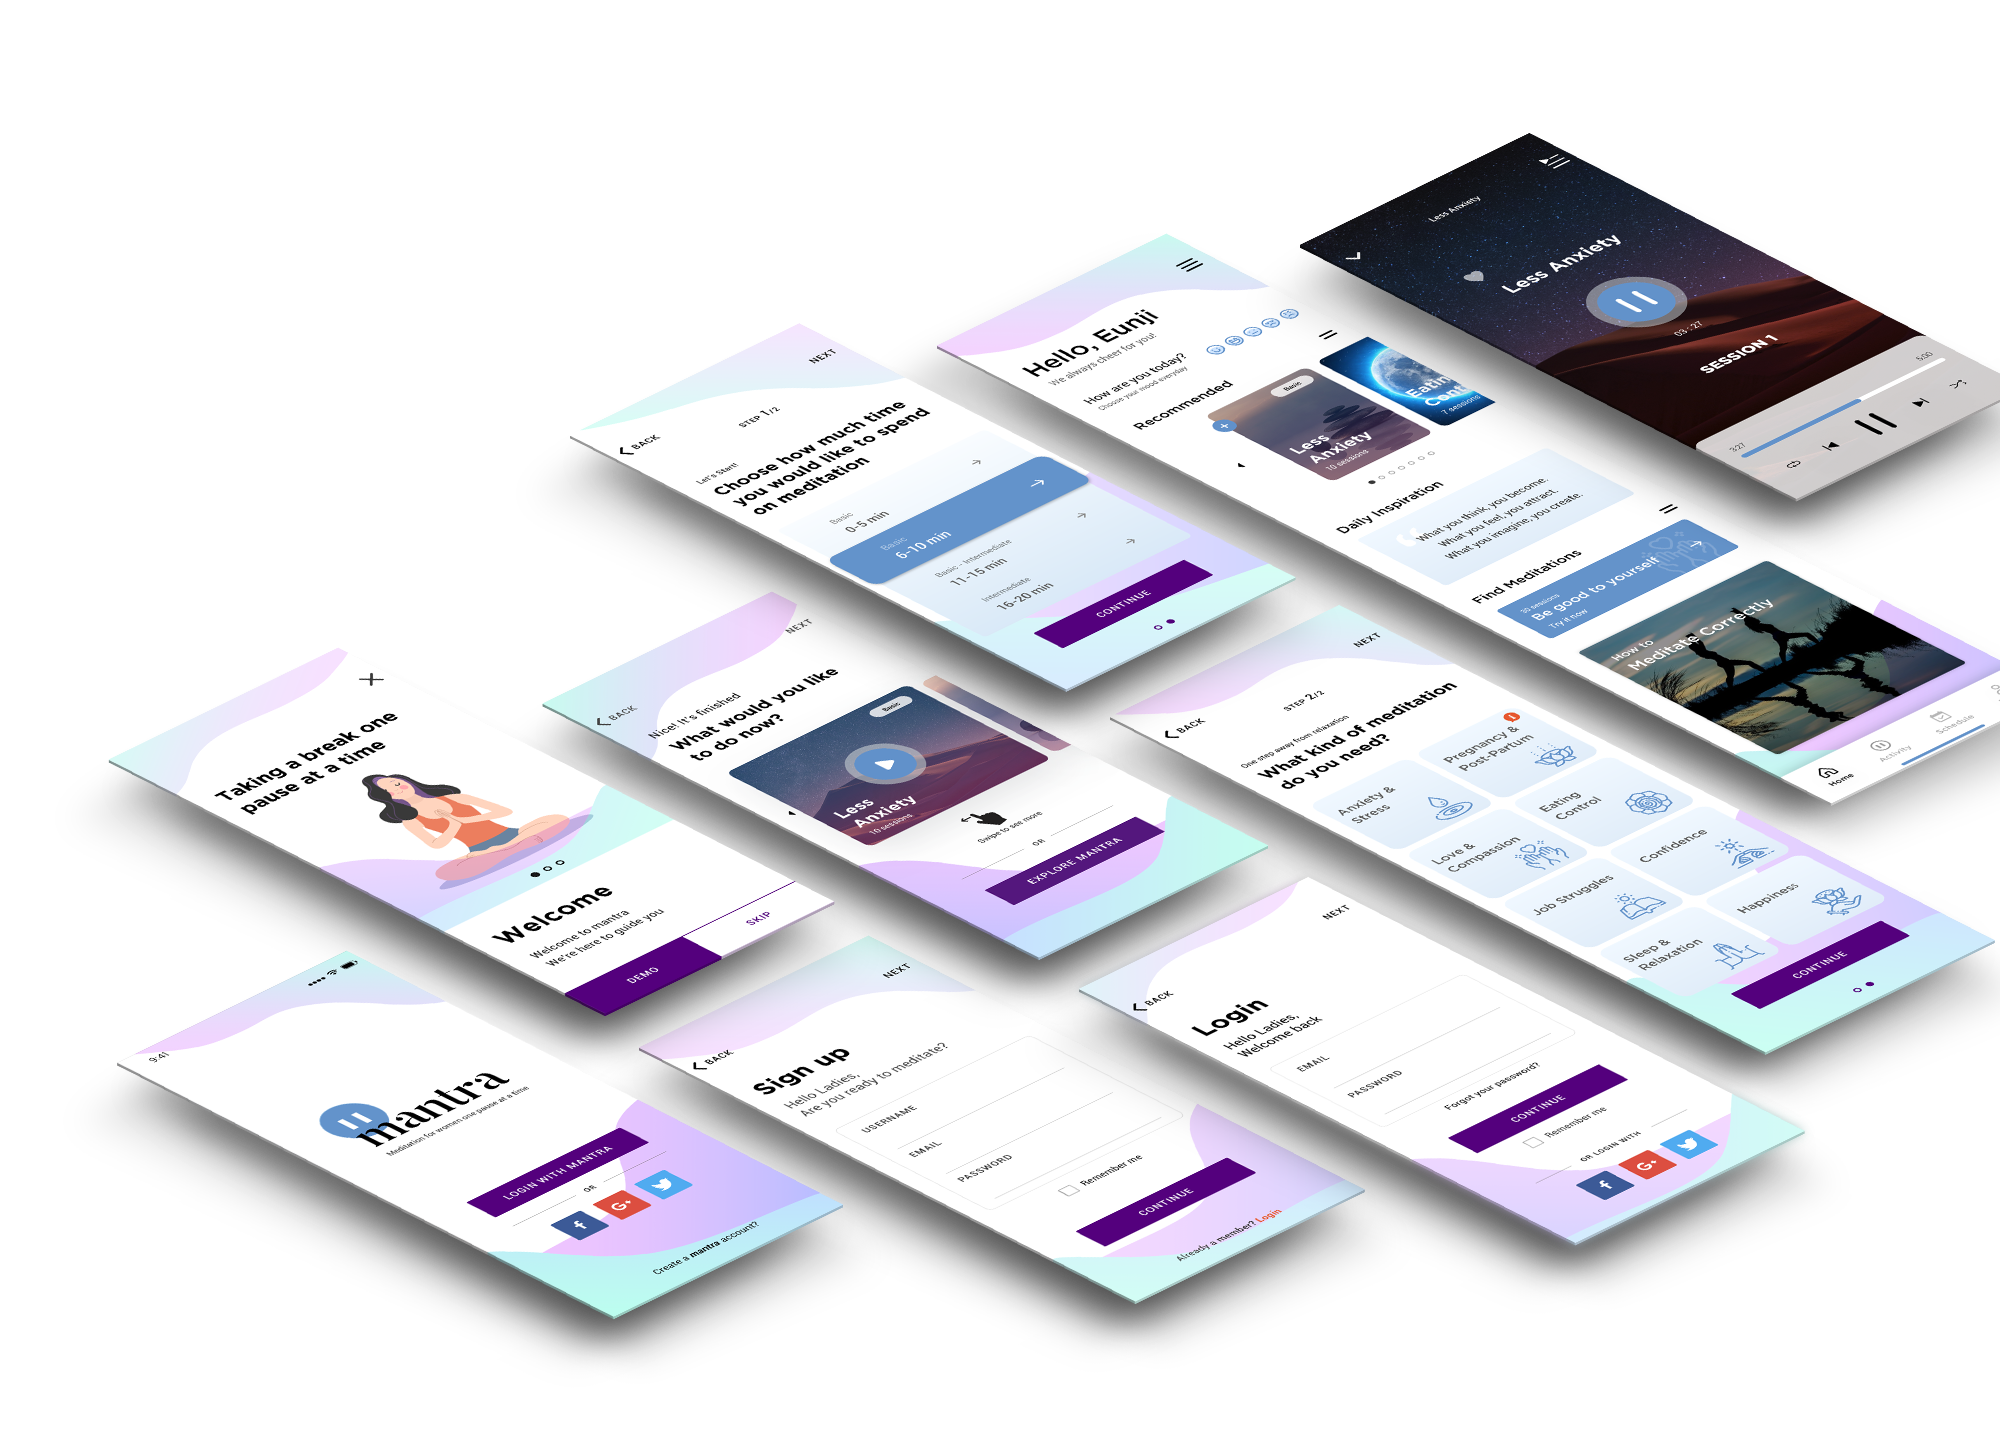 9:41
mantra
Meditation for women one pause at a time
LOGIN WITH MANTRA
OR
f
G+
Create a mantra account?
Taking a break one
pause at a time
Welcome
Welcome to mantra
We're here to guide you
DEMO
SKIP
BACK
NEXT
Sign up
Hello Ladies,
Are you ready to meditate?
USERNAME
EMAIL
PASSWORD
Remember me
CONTINUE
Already a member? Login
BACK
NEXT
Login
Hello Ladies,
Welcome back
EMAIL
PASSWORD
Forgot your password?
CONTINUE
Remember me
OR LOGIN WITH
f
G+
BACK
NEXT
Nice! It's finished
What would you like
to do now?
Basic
Less
Anxiety
10 sessions
Swipe to see more
OR
EXPLORE MANTRA
BACK
NEXT
STEP 1/2
Let's Start!
Choose how much time
you would like to spend
on meditation
Basic
0-5 min
Basic
6-10 min
Basic - Intermediate
11-15 min
Intermediate
16-20 min
CONTINUE
BACK
NEXT
STEP 2/2
One step away from relaxation
What kind of meditation
do you need?
Anxiety &
Stress
Pregnancy &
Post-Partum
Love &
Compassion
Eating
Control
Job Struggles
Confidence
Sleep &
Relaxation
Happiness
CONTINUE
Hello, Eunji
We always cheer for you!
How are you today?
Choose your mood everyday
Recommended
Basic
Less
Anxiety
10 sessions
Eating
Cont
7 sessions
Daily Inspiration
What you think, you become.
What you feel, you attract.
What you imagine, you create.
Find Meditations
30 sessions
Be good to yourself
Try it now
How to
Meditate Correctly
Home
Activity
Schedule
Less Anxiety
Less Anxiety
03 : 27
SESSION 1
3:27
5:00